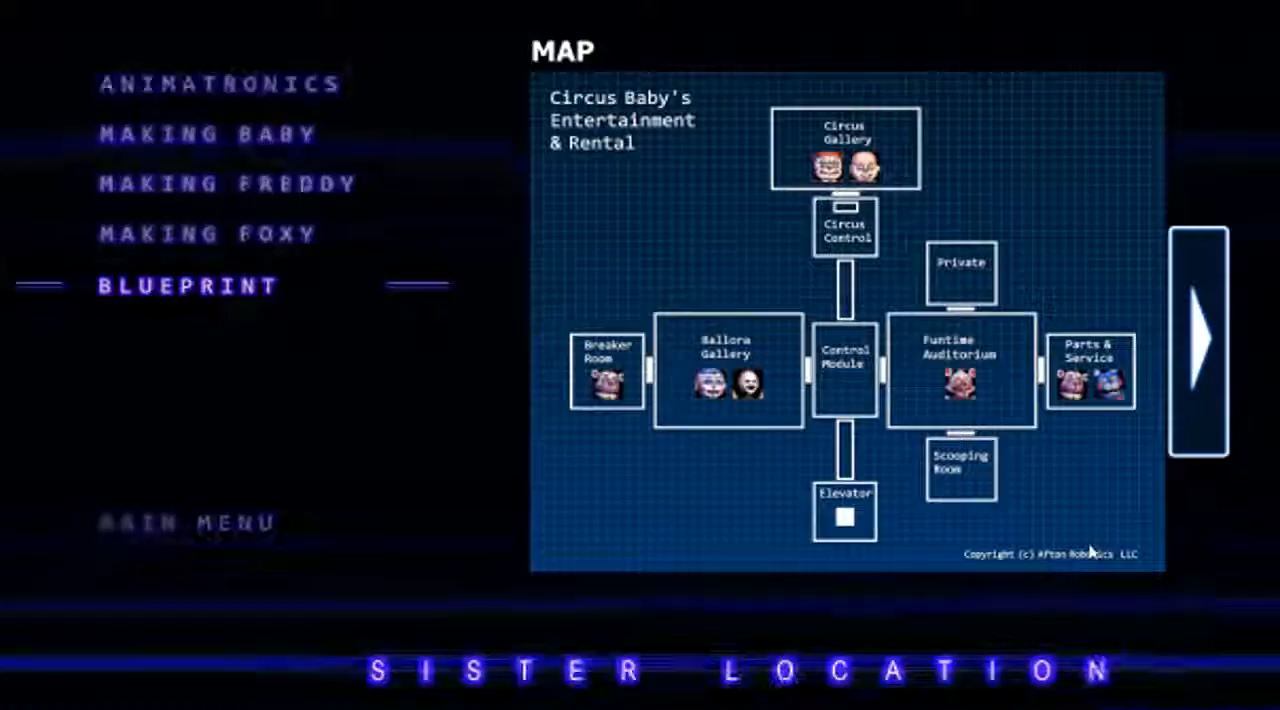 MAP
ANIMATRONICS
MAKING BABY
MAKING FREDDY
MAKING FOXY
BLUEPRINT
MAIN MENU
Circus Baby's
Entertainment
& Rental
Circus
Gallery
Circus
Control
Private
Breaker
Room
Ballora
Gallery
Control
Module
Funtime
Auditorium
Parts &
Service
Scooping
Room
Elevator
Copyright (c) Afton Robotics LLC
SISTER LOCATION